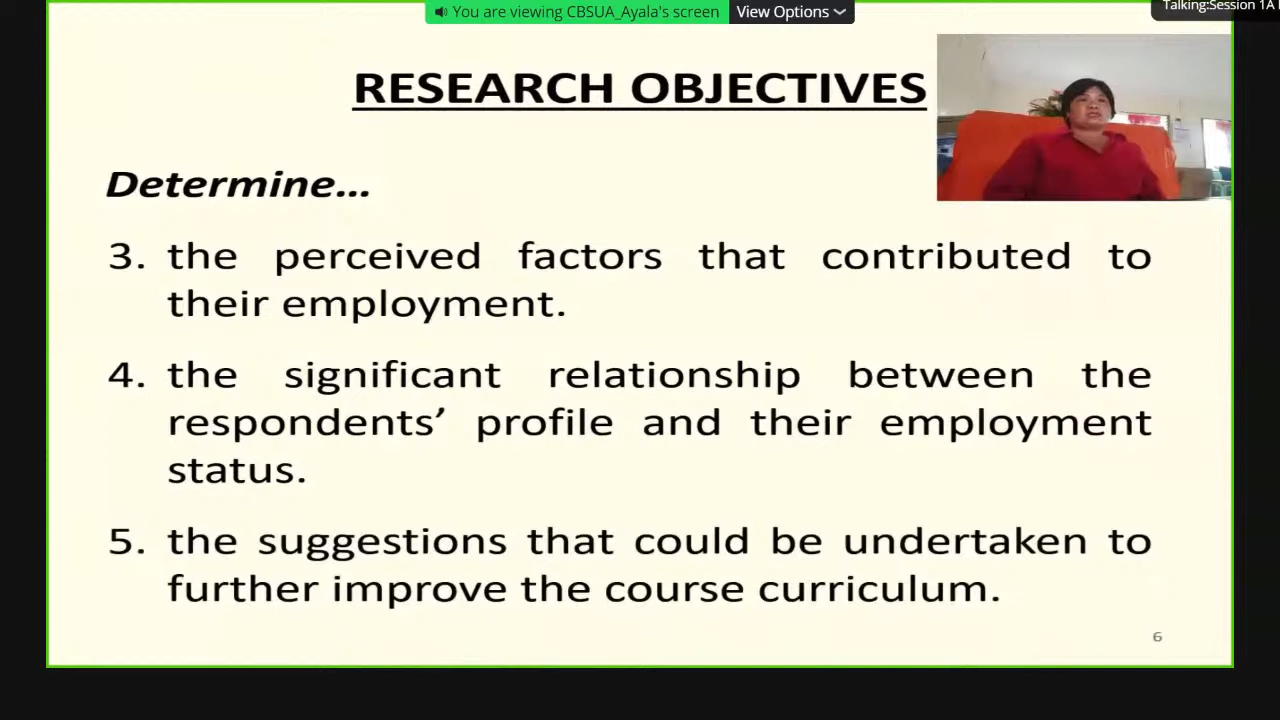 You are viewing CBSUA_Ayala's screen
View Options
Talking:Session 1A
RESEARCH OBJECTIVES
Determine...
3. the perceived factors that contributed to
their employment.
4. the significant relationship between the
respondents’ profile and their employment
status.
5. the suggestions that could be undertaken to
further improve the course curriculum.
6